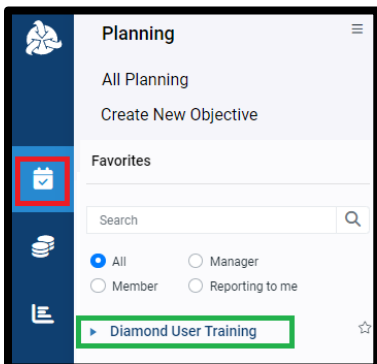 Planning
All Planning
Create New Objective
Favorites
Search
All Manager
Member Reporting to me
Diamond User Training